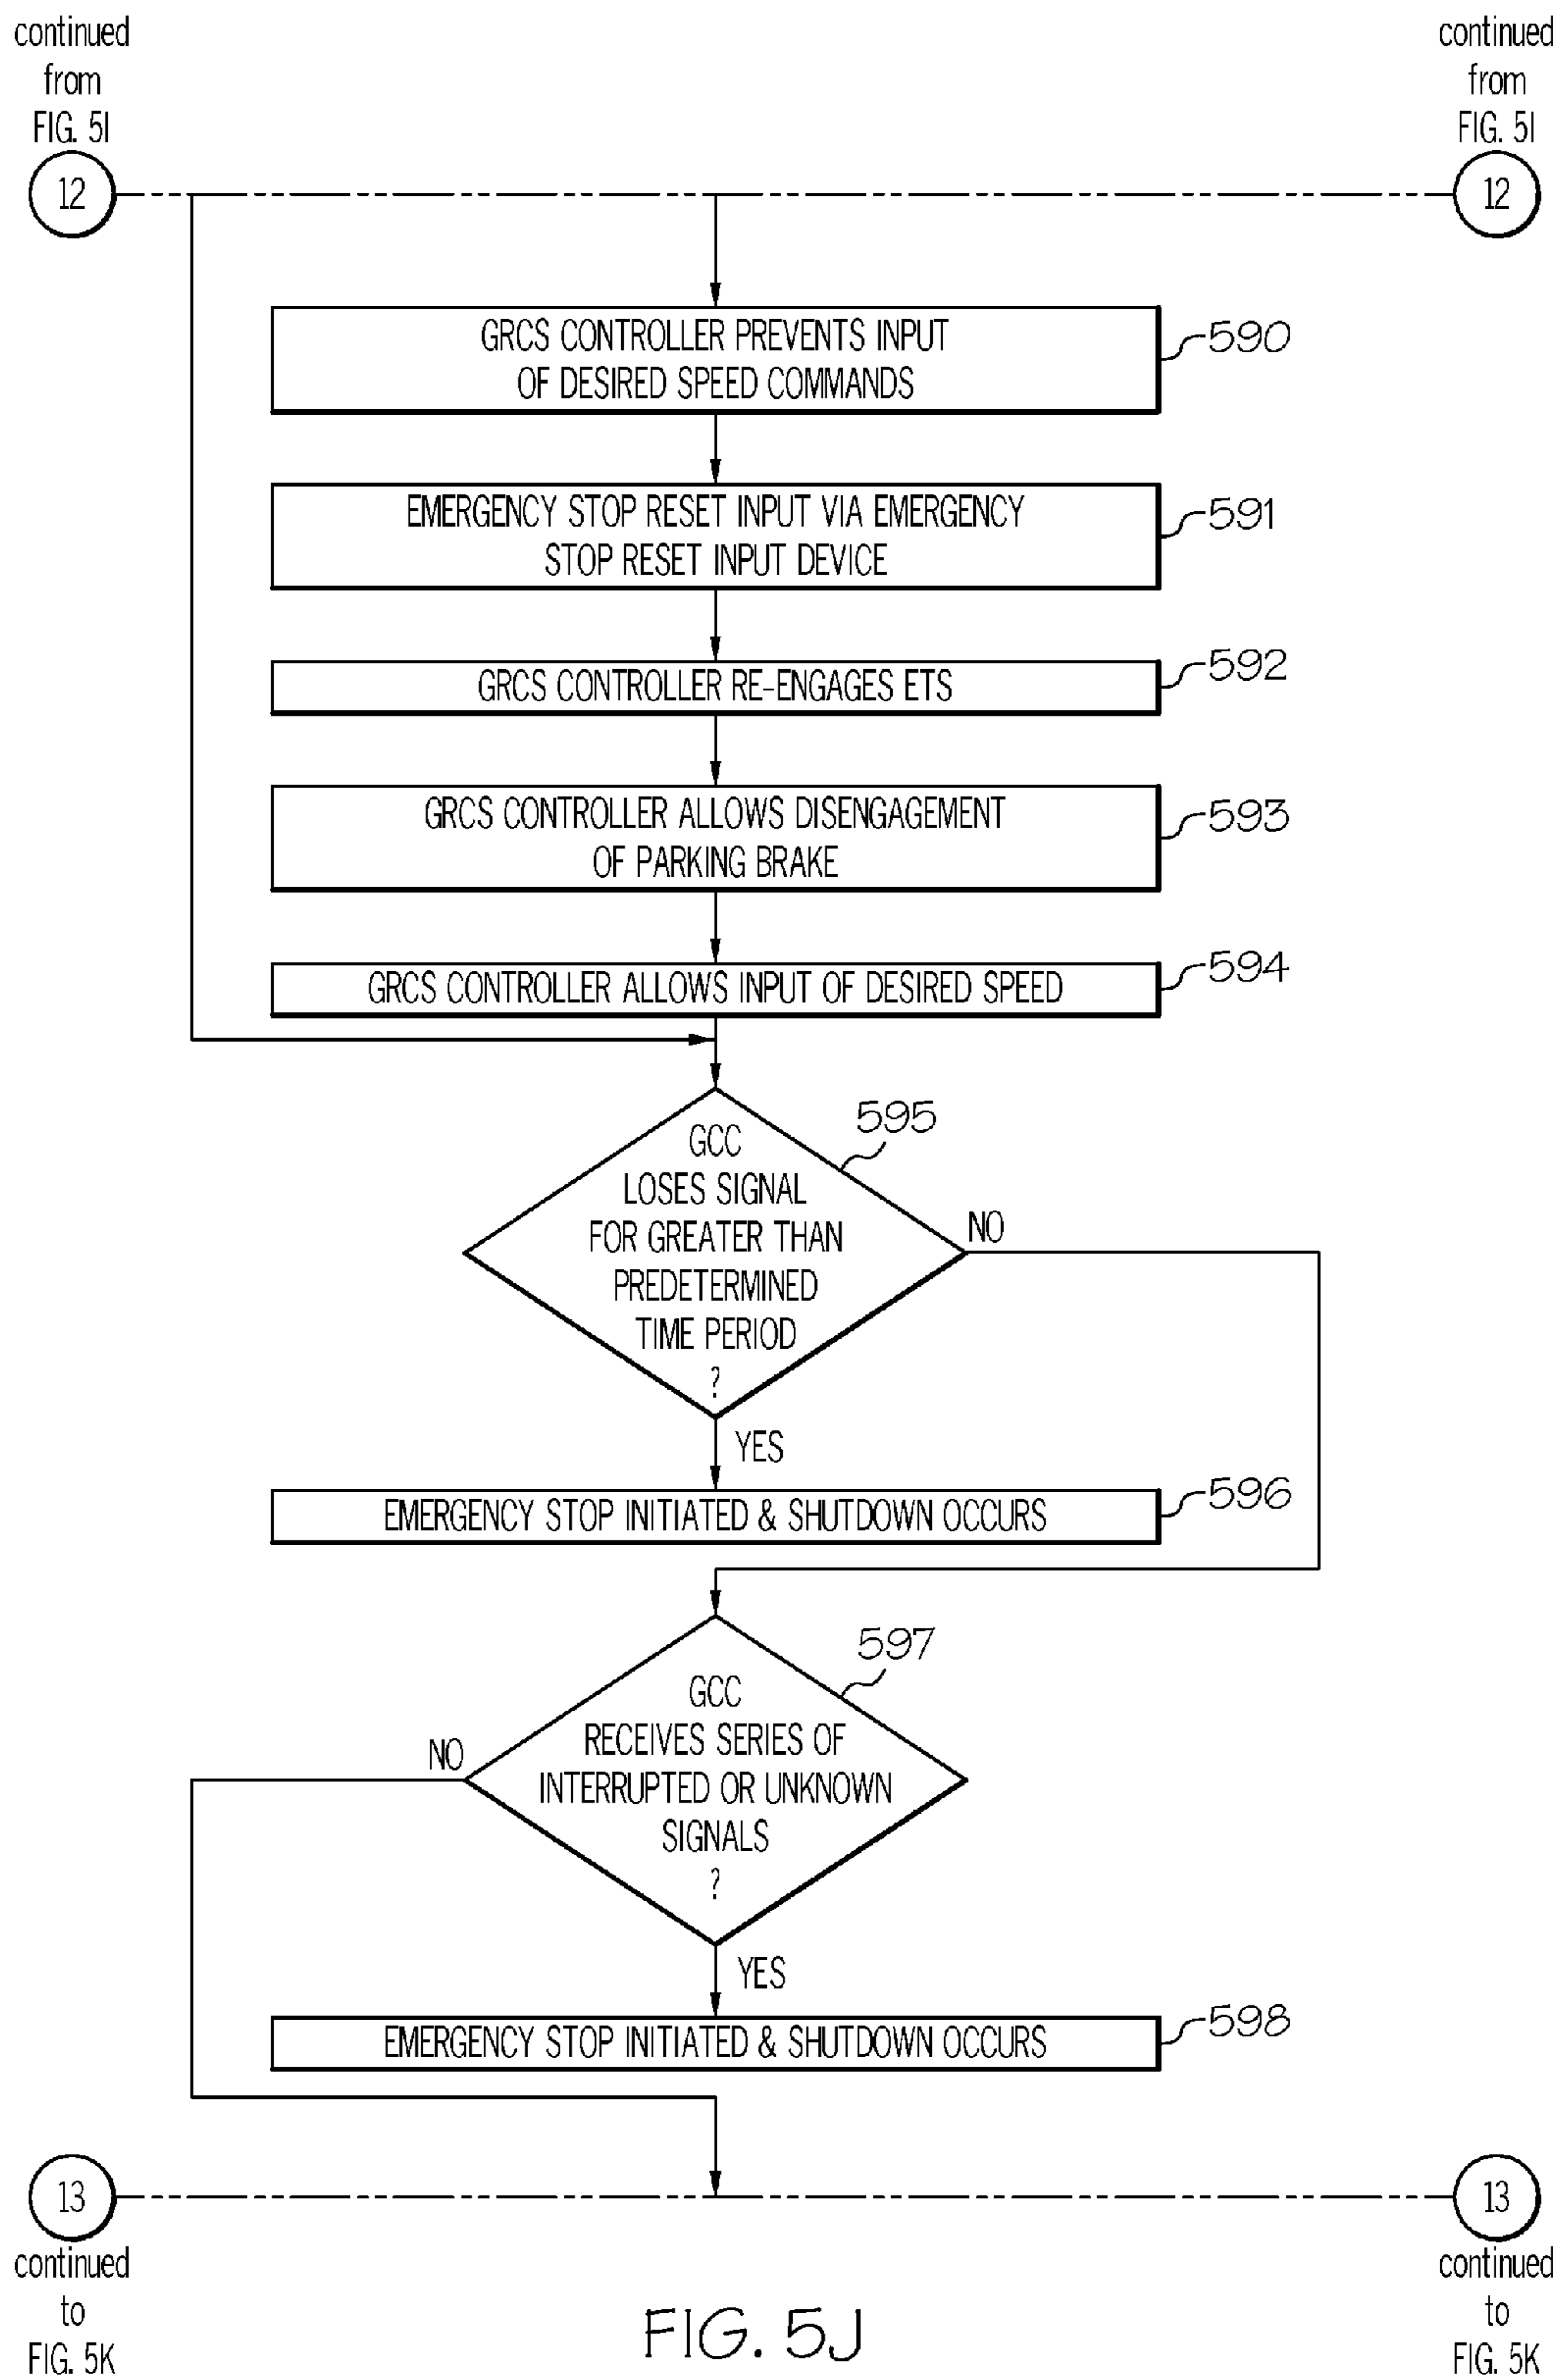 continued
from
FIG. 5I
12
continued
from
FIG. 5I
12
GRCS CONTROLLER PREVENTS INPUT
OF DESIRED SPEED COMMANDS
590
EMERGENCY STOP RESET INPUT VIA EMERGENCY
STOP RESET INPUT DEVICE
591
GRCS CONTROLLER RE-ENGAGES ETS
592
GRCS CONTROLLER ALLOWS DISENGAGEMENT
OF PARKING BRAKE
593
GRCS CONTROLLER ALLOWS INPUT OF DESIRED SPEED
594
595
GCC
LOSES SIGNAL
FOR GREATER THAN
PREDETERMINED
TIME PERIOD
?
NO
YES
EMERGENCY STOP INITIATED & SHUTDOWN OCCURS
596
597
GCC
RECEIVES SERIES OF
INTERRUPTED OR UNKNOWN
SIGNALS
?
NO
YES
EMERGENCY STOP INITIATED & SHUTDOWN OCCURS
598
13
continued
to
FIG. 5K
13
continued
to
FIG. 5K
FIG. 5J